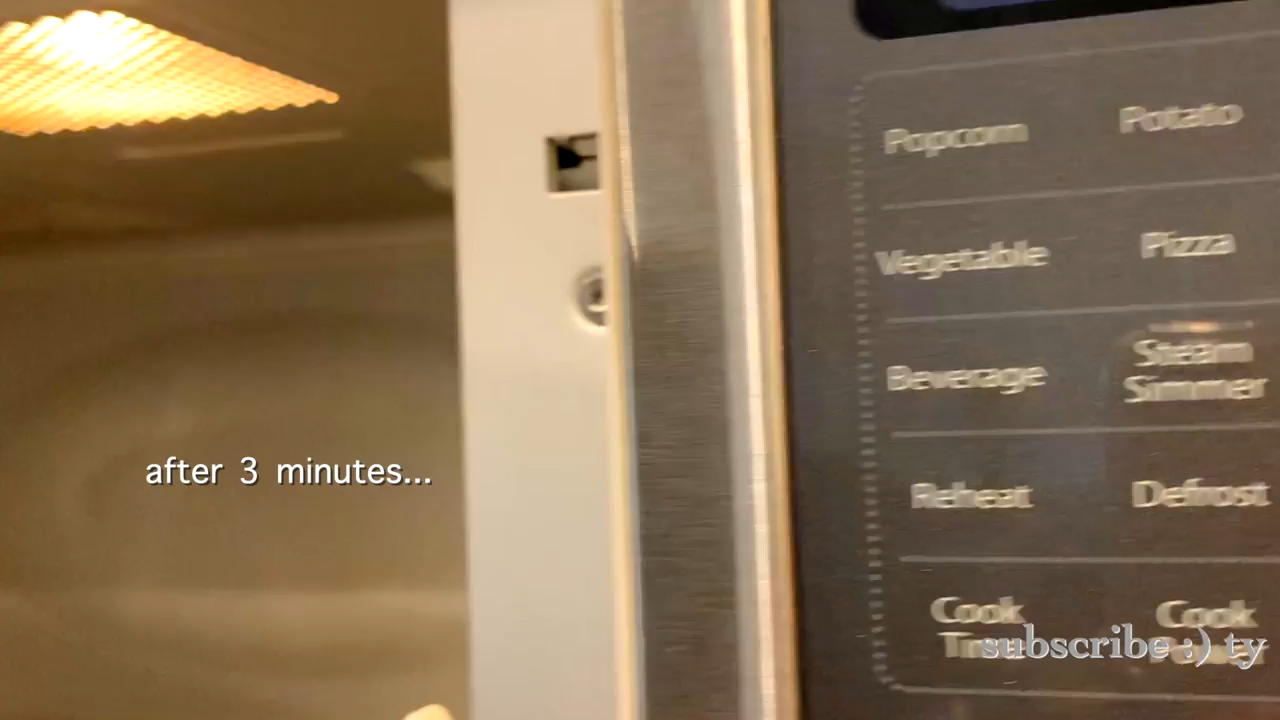 Popcorn Potato
Vegetable Pizza
Beverage Steam
Simmer
Reheat Defrost
Cook Cook
after 3 minutes...
subscribe :) ty